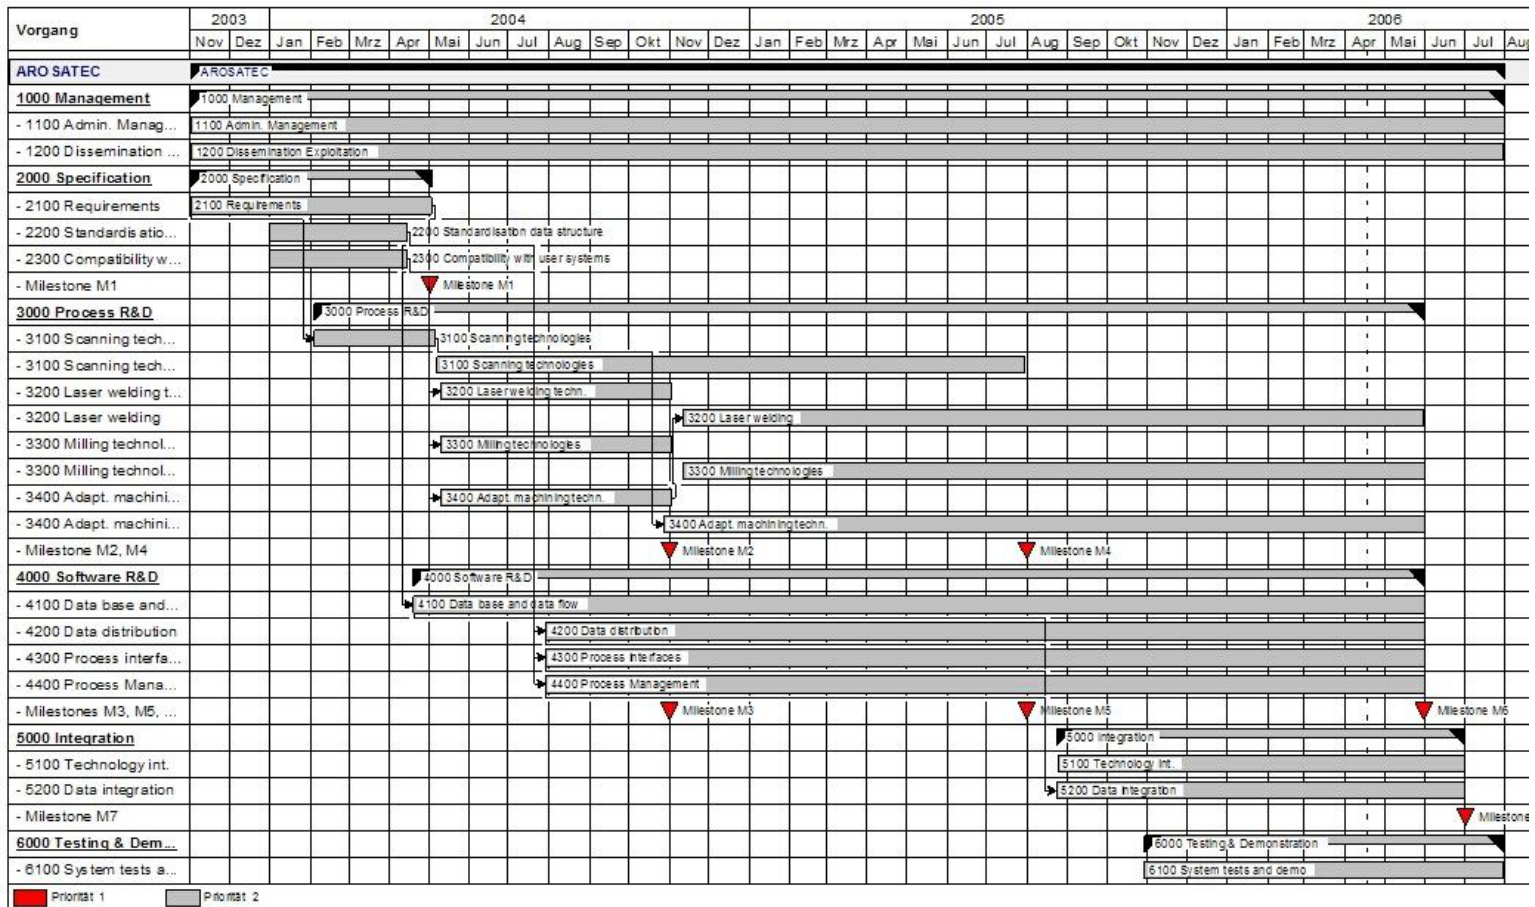 Vorgang 2003 2004 2005 2006
Nov Dez Jan Feb Mrz Apr Mai Jun Jul Aug Sep Okt Nov Dez Jan Feb Mrz Apr Mai Jun Jul Aug Sep Okt Nov Dez Jan Feb Mrz Apr Mai Jun Jul Aug
ARO SATEC AROSATEC
1000 Management 1000 Management
- 1100 Admin. Manag... 1100 Admin. Management
- 1200 Dissemination ... 1200 Dissemination Exploitation
2000 Specification 2000 Specification
- 2100 Requirements 2100 Requirements
- 2200 Standardisatio... 2200 Standardisation data structure
- 2300 Compatibility w... 2300 Compatibility with user systems
- Milestone M1 Milestone M1
3000 Process R&D 3000 Process R&D
- 3100 Scanning tech... 3100 Scanning technologies
- 3100 Scanning tech... 3100 Scanning technologies
- 3200 Laser welding t... 3200 Laser welding techn.
- 3200 Laser welding 3200 Laser welding
- 3300 Milling technol... 3300 Milling technologies
- 3300 Milling technol... 3300 Milling technologies
- 3400 Adapt. machini... 3400 Adapt. machining techn.
- 3400 Adapt. machini... 3400 Adapt. machining techn.
- Milestone M2, M4 Milestone M2 Milestone M4
4000 Software R&D 4000 Software R&D
- 4100 Data base and... 4100 Data base and data flow
- 4200 Data distribution 4200 Data distribution
- 4300 Process interfa... 4300 Process Interfaces
- 4400 Process Mana... 4400 Process Management
- Milestones M3, M5, ... Milestone M3 Milestone M5 Milestone M6
5000 Integration 5000 Integration
- 5100 Technology int. 5100 Technology Int.
- 5200 Data integration 5200 Data Integration
- Milestone M7 Milestone
6000 Testing & Dem... 6000 Testing & Demonstration
- 6100 System tests a... 6100 System tests and demo
Priorität 1 Priorität 2